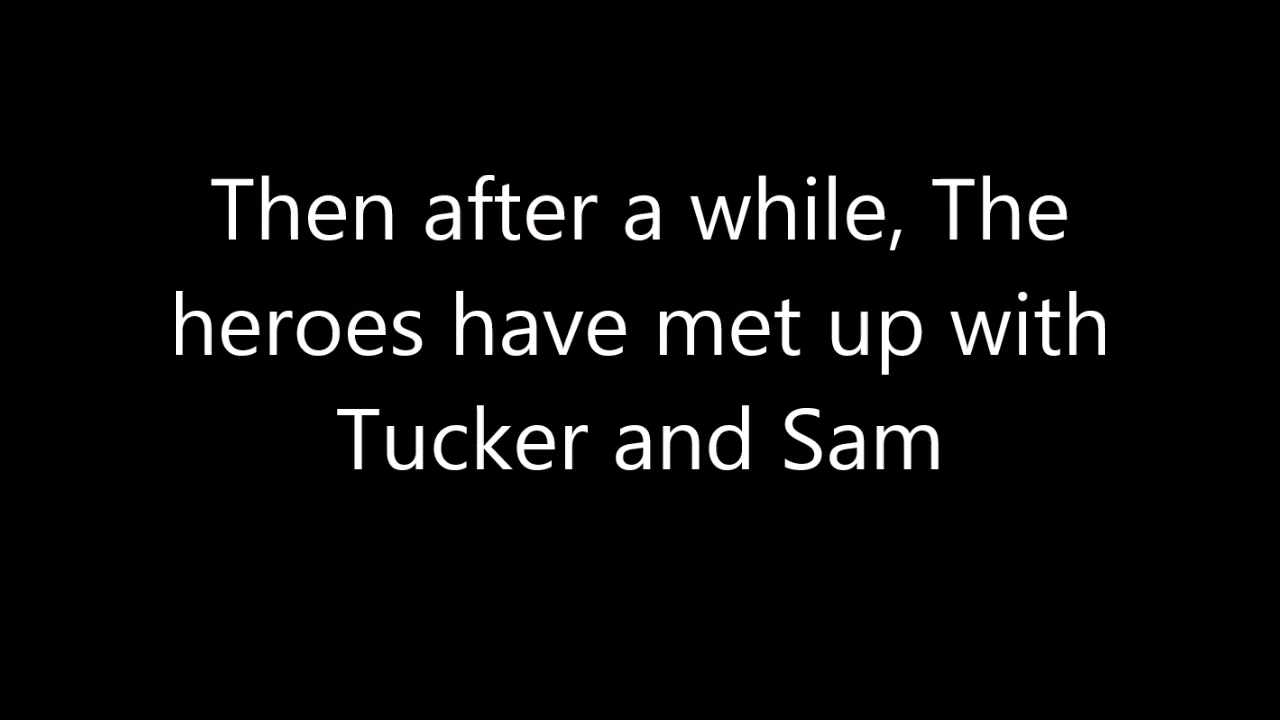 Then after a while, The
heroes have met up with
Tucker and Sam